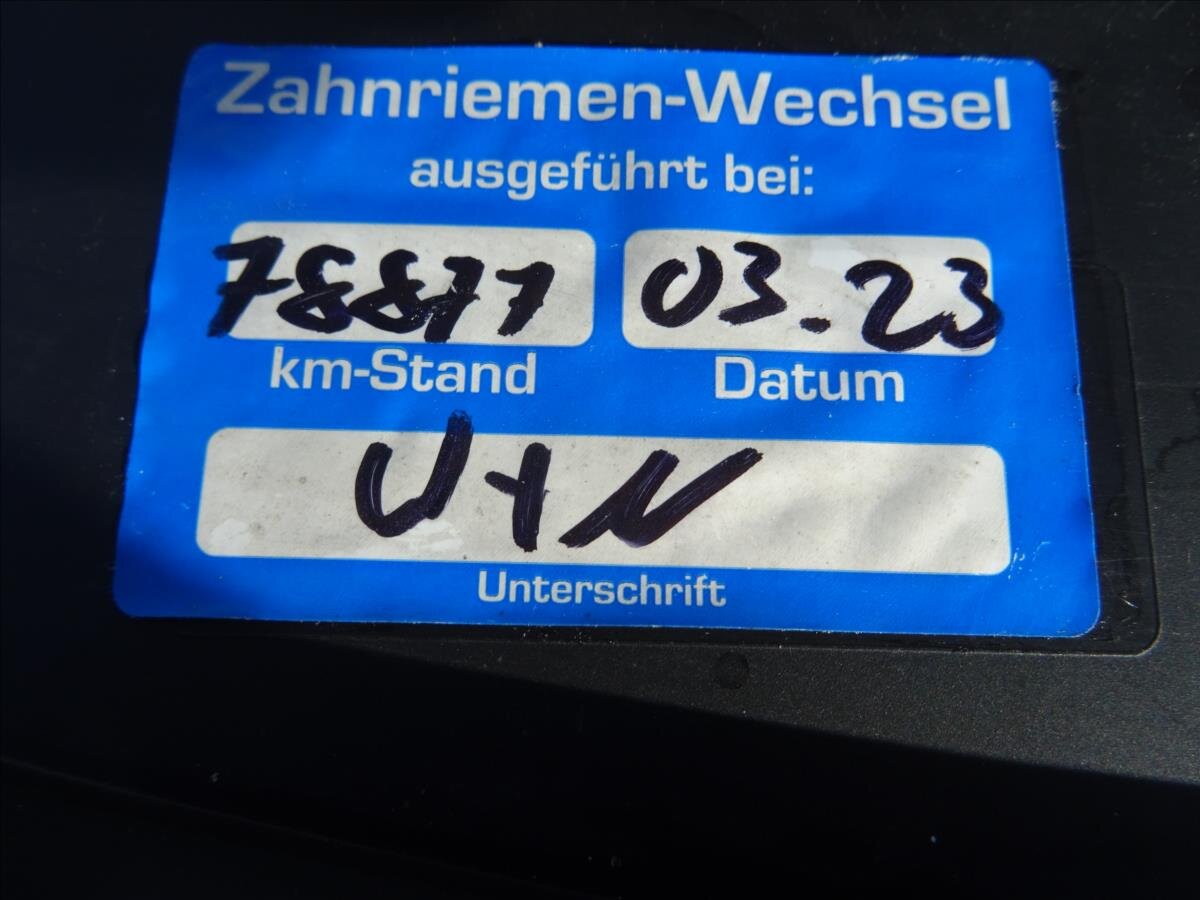 Zahnriemen-Wechsel
ausgeführt bei:
78877 03.23
km-Stand Datum
Unterschrift